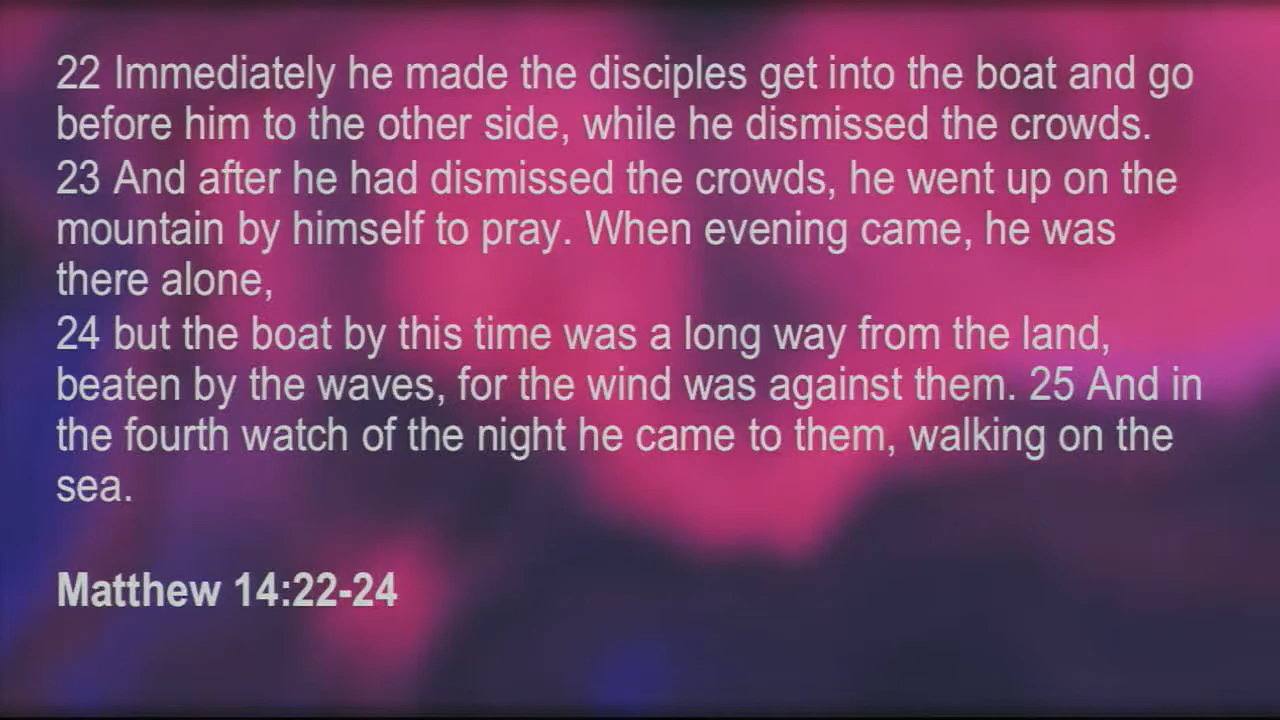 22 Immediately he made the disciples get into the boat and go
before him to the other side, while he dismissed the crowds.
23 And after he had dismissed the crowds, he went up on the
mountain by himself to pray. When evening came, he was
there alone,
24 but the boat by this time was a long way from the land,
beaten by the waves, for the wind was against them. 25 And in
the fourth watch of the night he came to them, walking on the
sea.
Matthew 14:22-24